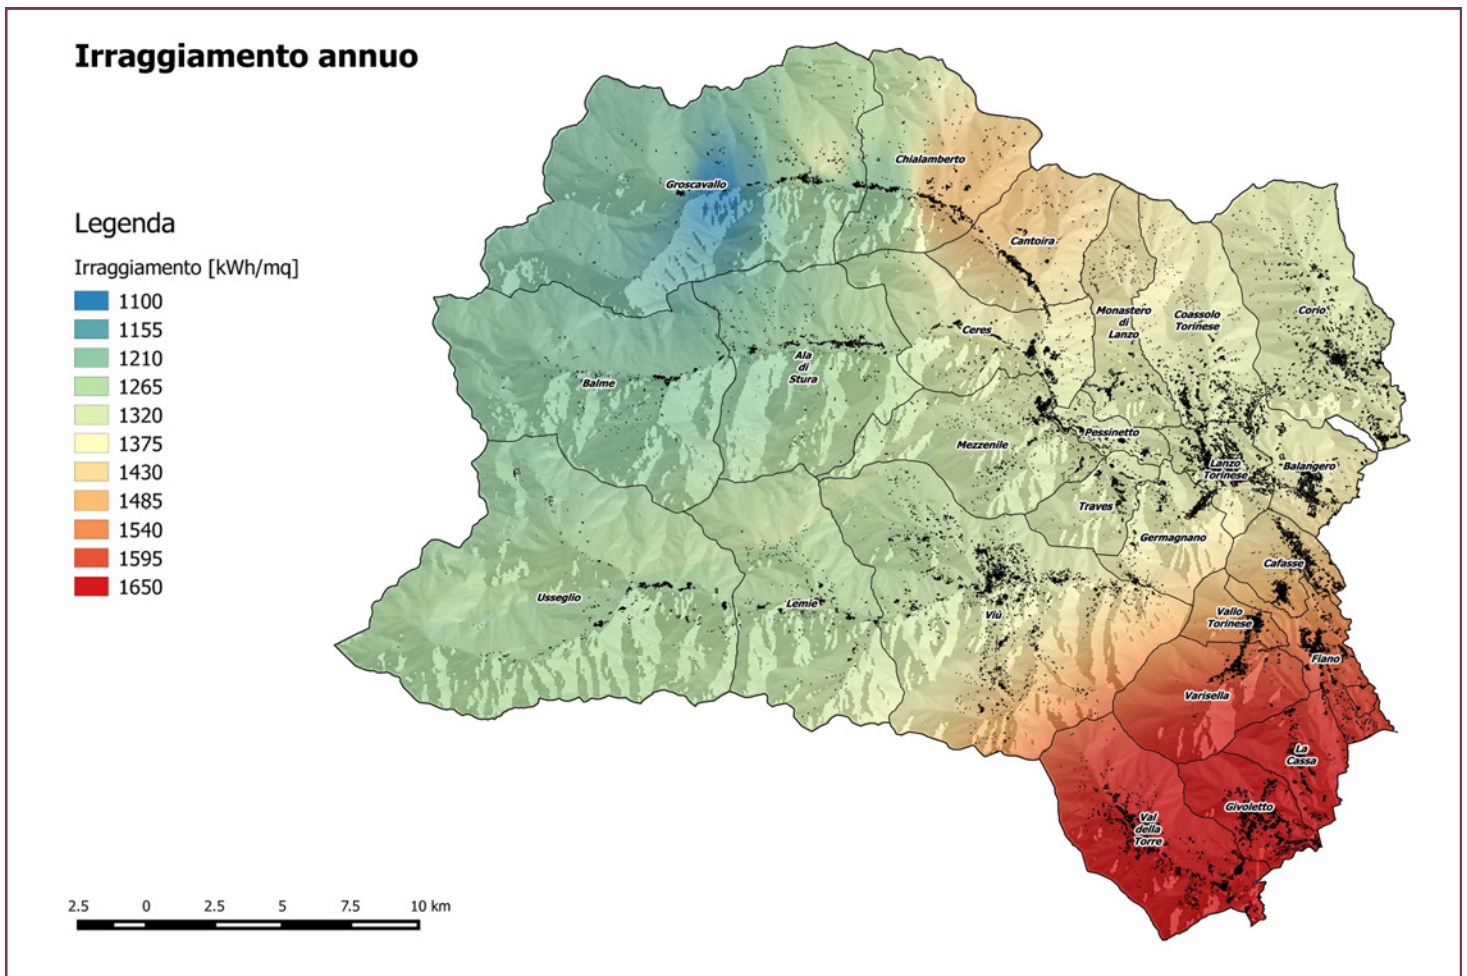 Irraggiamento annuo
Legenda
Irraggiamento [kWh/mq]
1100
1155
1210
1265
1320
1375
1430
1485
1540
1595
1650
Chialamberto
Groscavallo
Cantoira
Monastero
di
Lanzo
Coassolo
Torinese
Corio
Ceres
Ala
di
Stura
Balme
Mezzenile
Pessinetto
Lanzo
Torinese
Balangero
Traves
Germagnano
Cafasse
Usseglio
Lemie
Viù
Vallo
Torinese
Fiano
Varisella
La
Cassa
Givoletto
Val
della
Torre
2.5 0 2.5 5 7.5 10 km